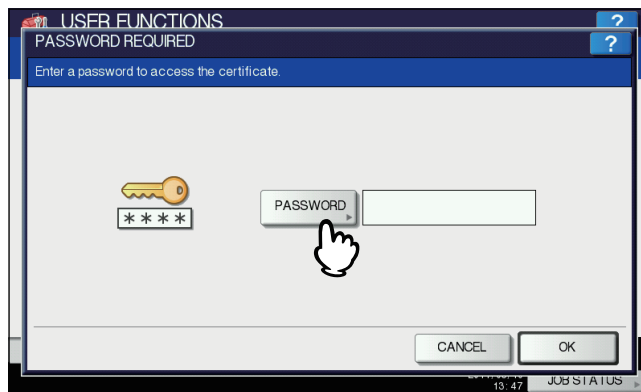 USER FUNCTIONS
?
PASSWORD REQUIRED
?
Enter a password to access the certificate.
PASSWORD
****
CANCEL
OK
13:47
JOB STATUS